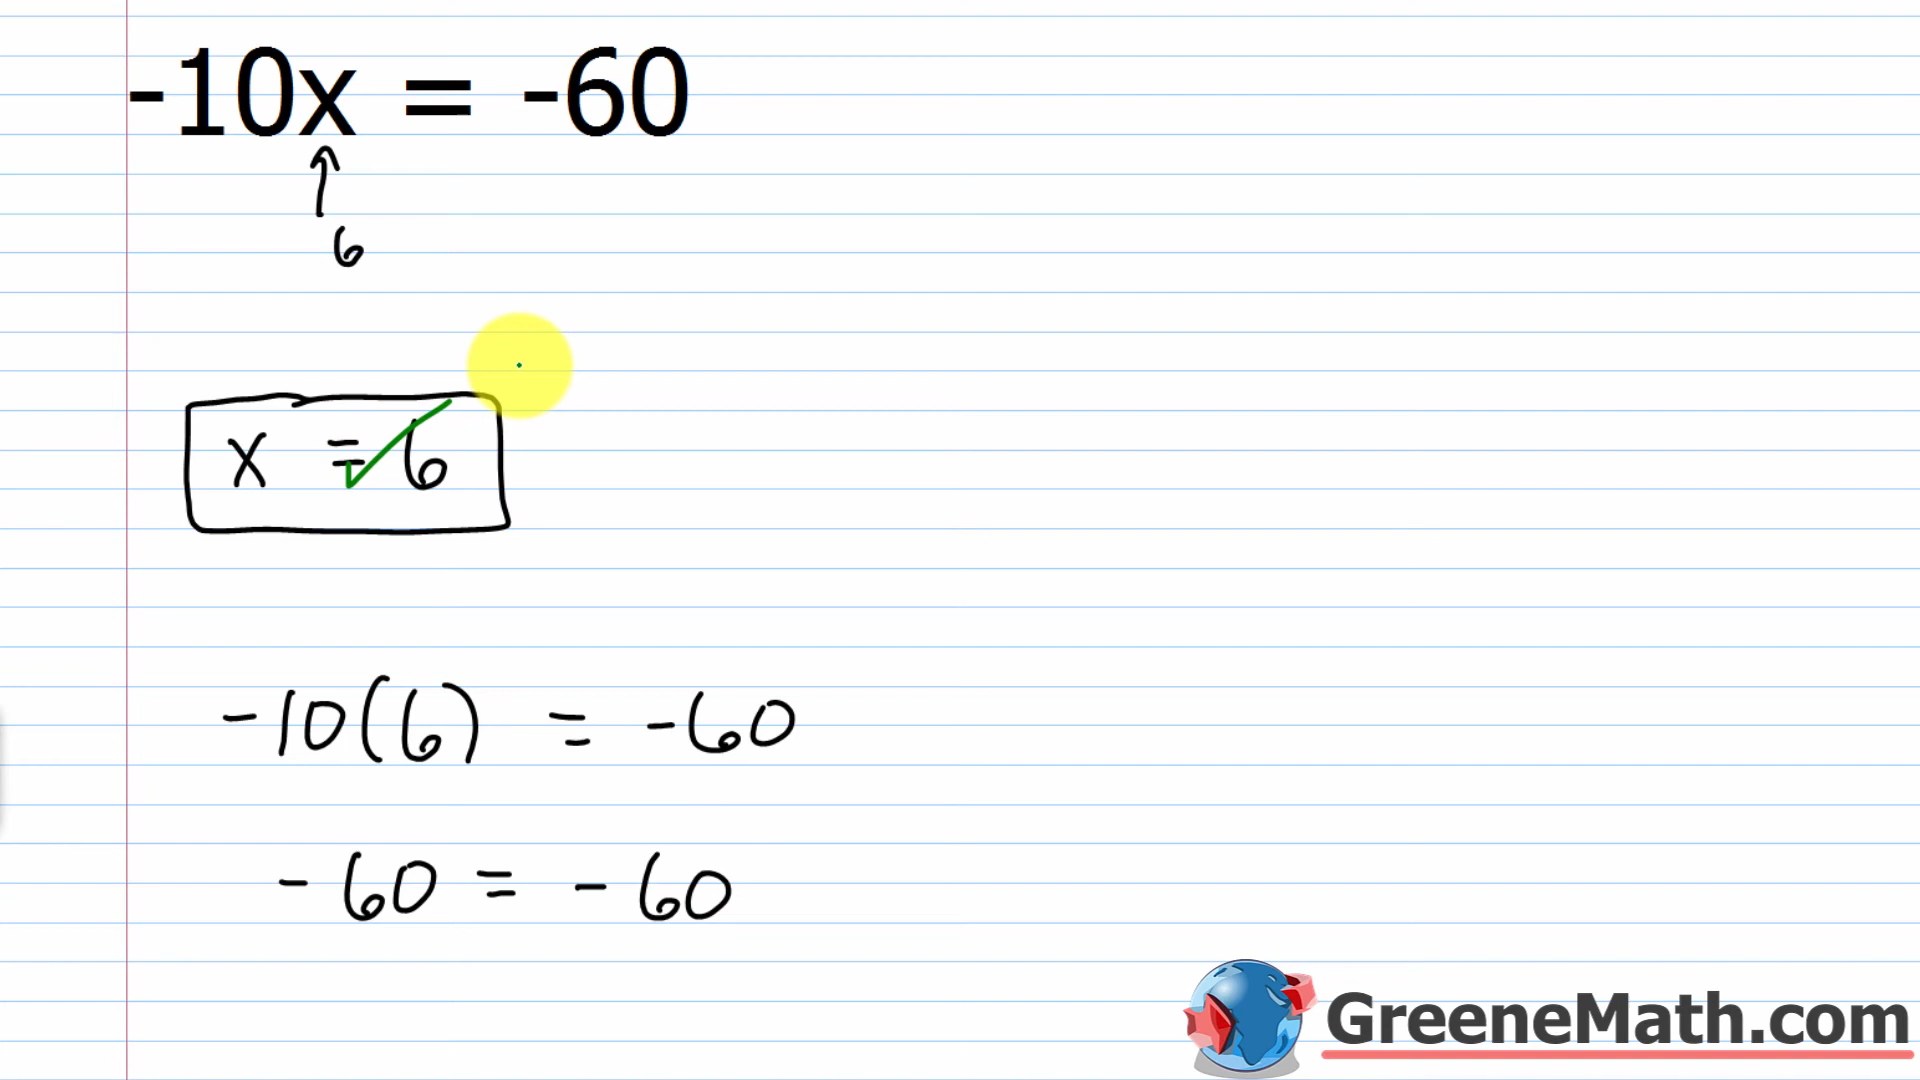 -10x = -60
6
x = 6
-10(6) = -60
-60 = -60
GreeneMath.com